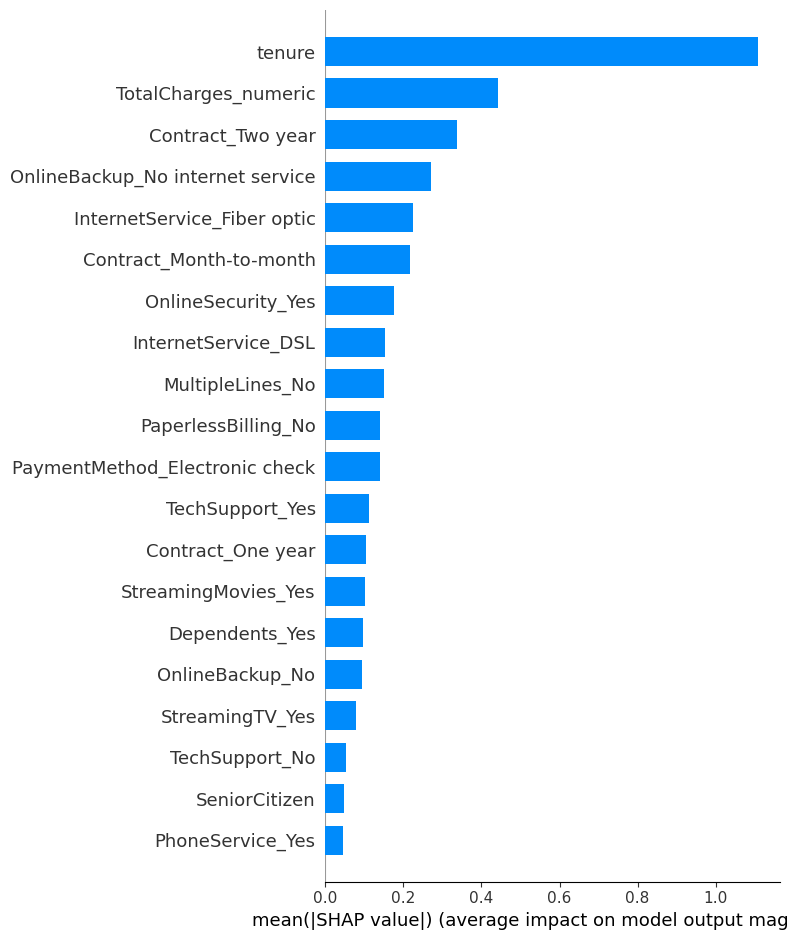 tenure
TotalCharges_numeric
Contract_Two year
OnlineBackup_No internet service
InternetService_Fiber optic
Contract_Month-to-month
OnlineSecurity_Yes
InternetService_DSL
MultipleLines_No
PaperlessBilling_No
PaymentMethod_Electronic check
TechSupport_Yes
Contract_One year
StreamingMovies_Yes
Dependents_Yes
OnlineBackup_No
StreamingTV_Yes
TechSupport_No
SeniorCitizen
PhoneService_Yes
0.0 0.2 0.4 0.6 0.8 1.0
mean(|SHAP value|) (average impact on model output mag